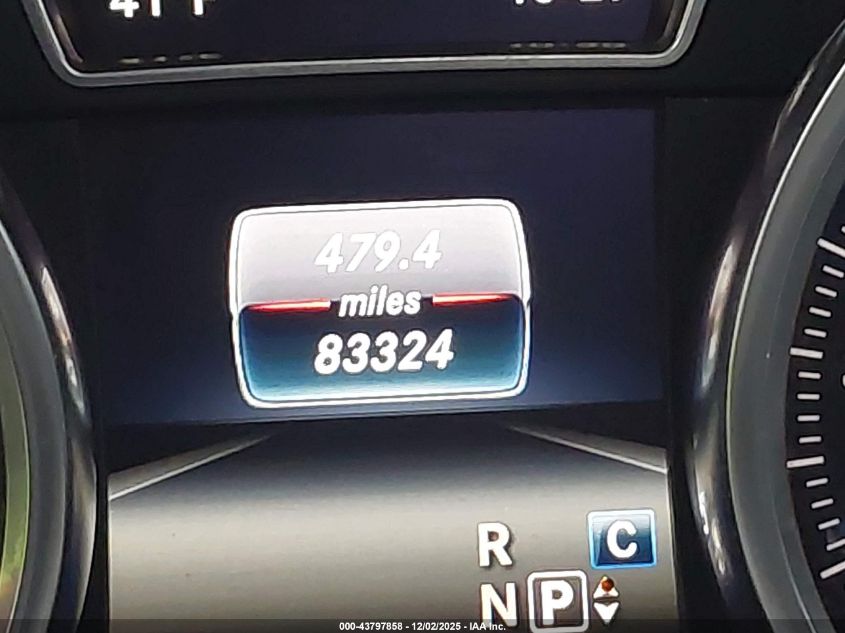 479.4
miles
83324
R C
N P
000-43797858 - 12/02/2025 - IAA Inc.